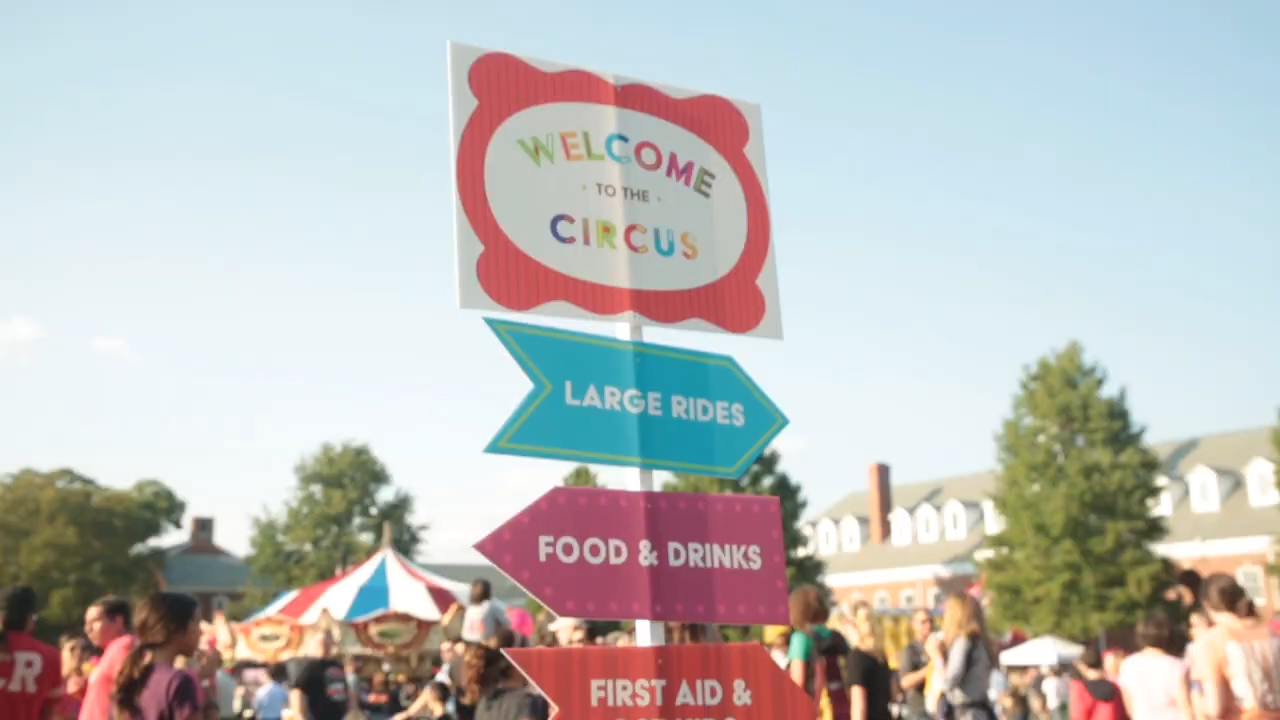 WELCOME
TO THE
CIRCUS
LARGE RIDES
FOOD & DRINKS
FIRST AID &
R